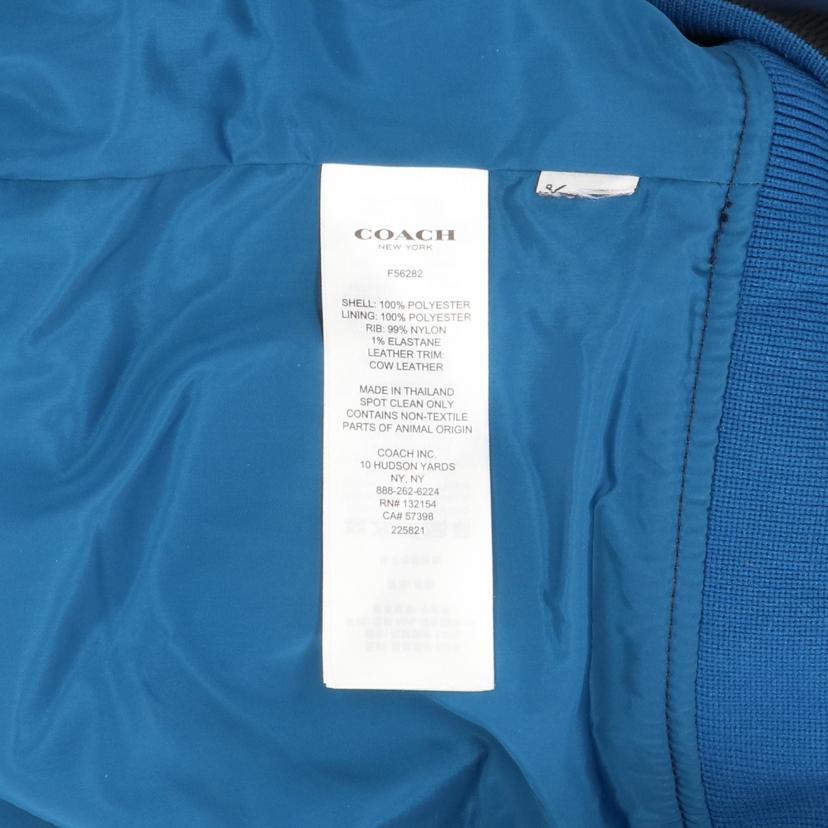 COACH
NEW YORK
F56282
SHELL: 100% POLYESTER
LINING: 100% POLYESTER
RIB: 99% NYLON
1% ELASTANE
LEATHER TRIM:
COW LEATHER
MADE IN THAILAND
SPOT CLEAN ONLY
CONTAINS NON-TEXTILE
PARTS OF ANIMAL ORIGIN
COACH INC.
10 HUDSON YARDS
NY, NY
888-262-6224
RN# 132154
CA# 57398
225821